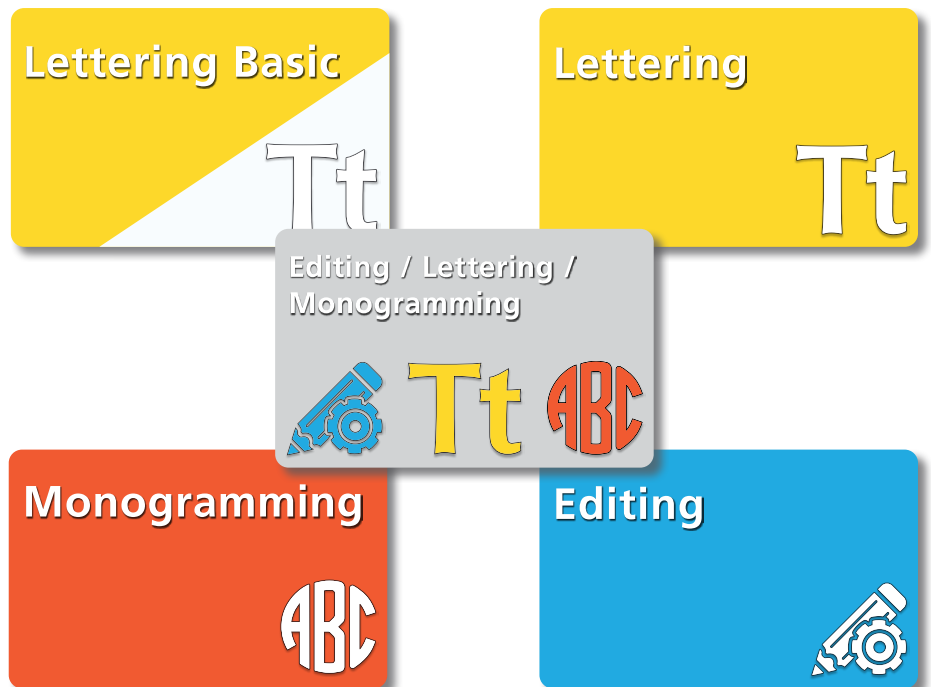 Lettering Basic
Tt
Lettering
Tt
Editing / Lettering /
Monogramming
Tt
ABC
Monogramming
ABC
Editing